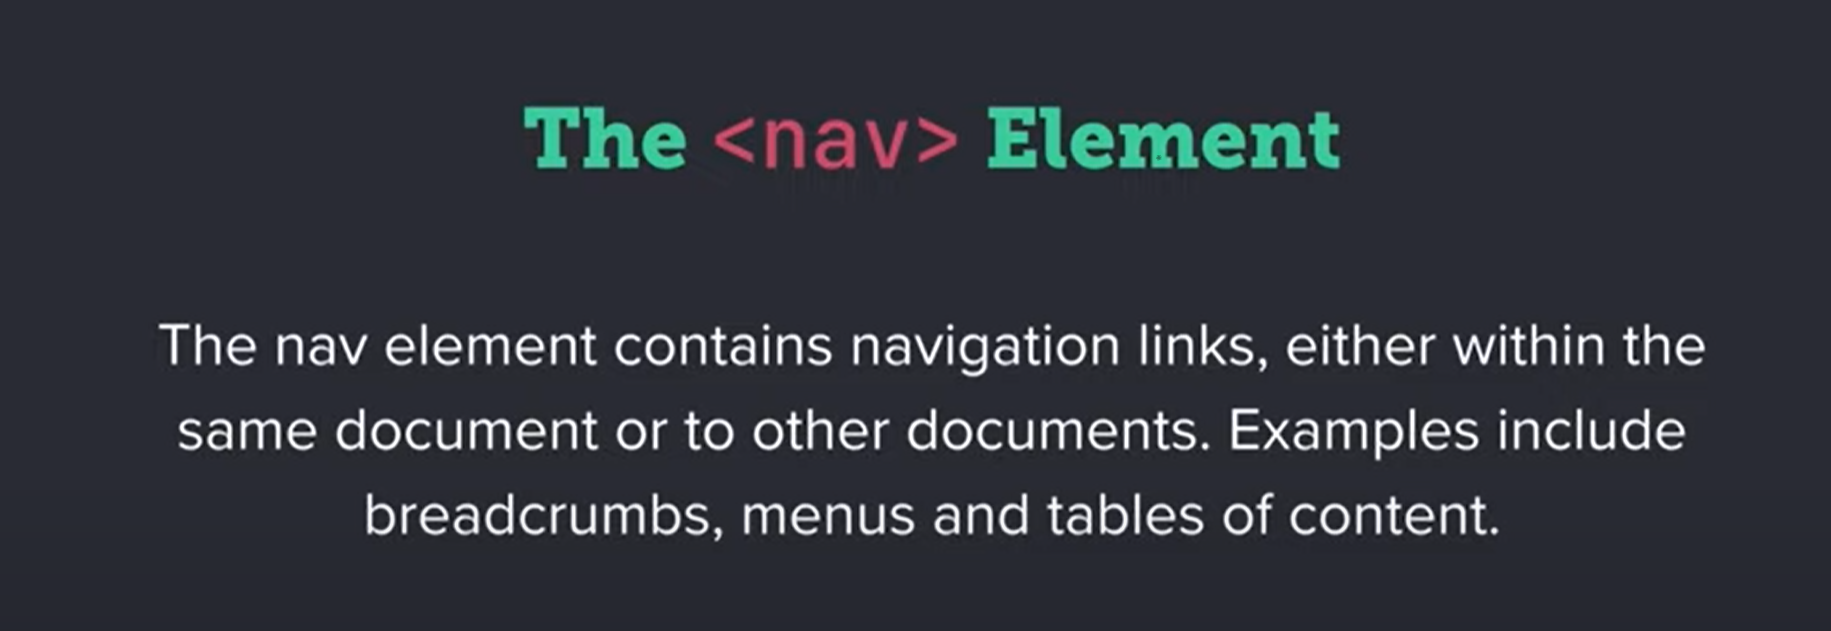 The <nav> Element
The nav element contains navigation links, either within the
same document or to other documents. Examples include
breadcrumbs, menus and tables of content.